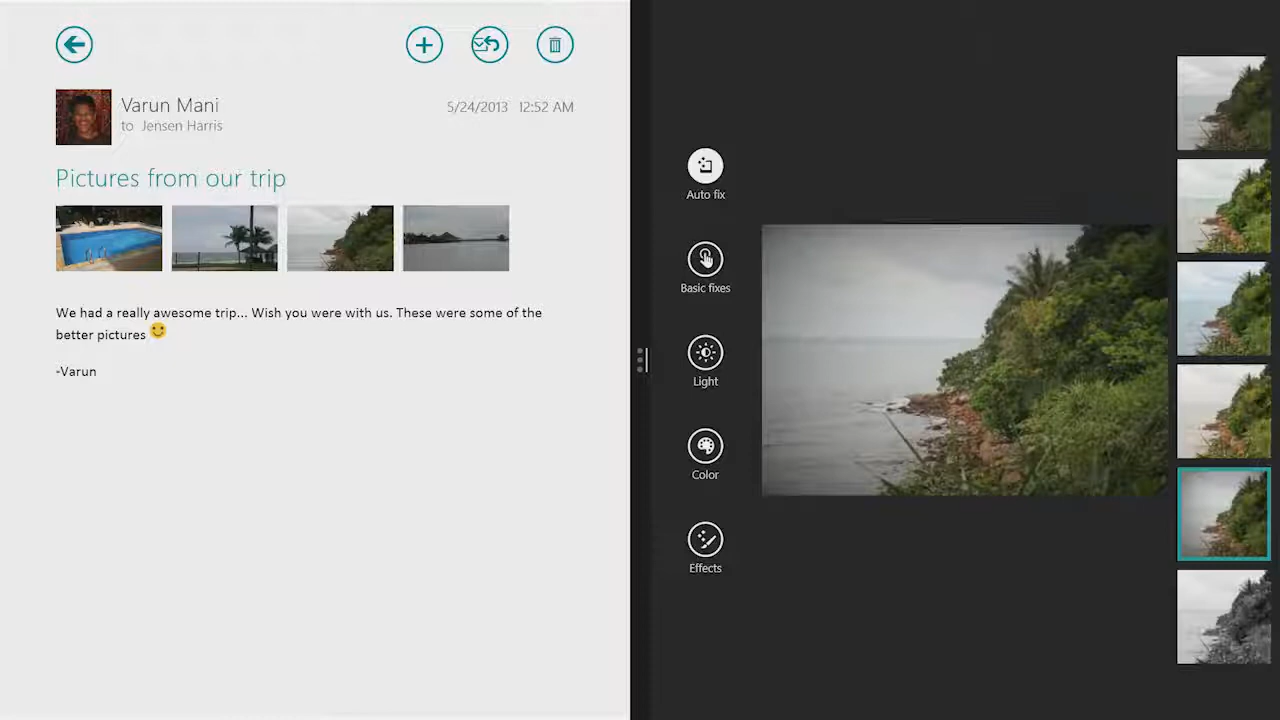 Varun Mani
5/24/2013 12:52 AM
to Jensen Harris
Pictures from our trip
We had a really awesome trip... Wish you were with us. These were some of the
better pictures
-Varun
Auto fix
Basic fixes
Light
Color
Effects